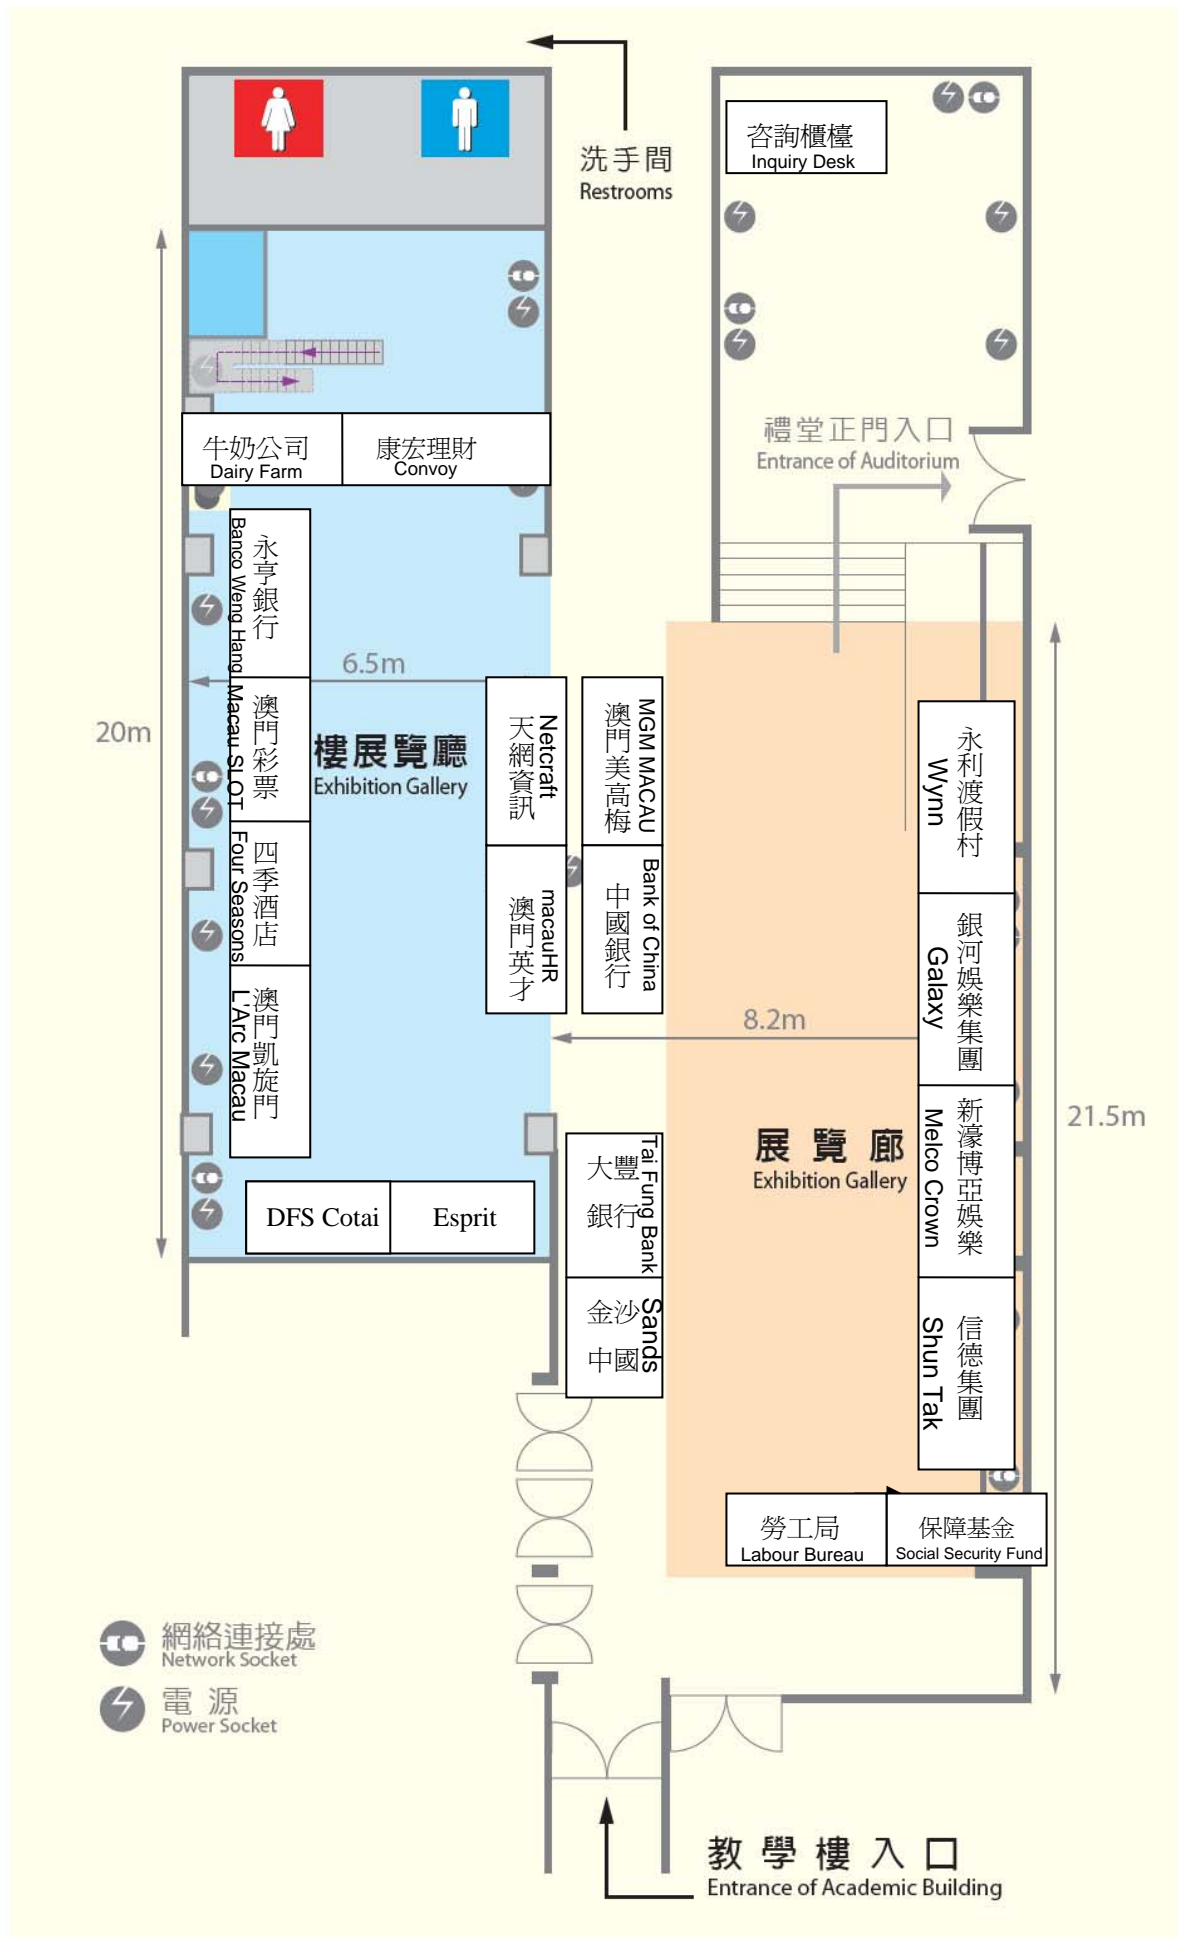 洗手間
Restrooms
咨詢櫃檯
Inquiry Desk
禮堂正門入口
Entrance of Auditorium
牛奶公司
Dairy Farm
康宏理財
Convoy
永亨銀行
Banco Weng Hang
澳門彩票
Macau SLOT
四季酒店
Four Seasons
澳門凱旋門
L'Arc Macau
20m
6.5m
樓展覽廳
Exhibition Gallery
Netcraft
天網資訊
macauHR
澳門英才
MGM MACAU
澳門美高梅
Bank of China
中國銀行
8.2m
永利渡假村
Wynn
銀河娛樂集團
Galaxy
新濠博亞娛樂
Melco Crown
信德集團
Shun Tak
21.5m
展覽廊
Exhibition Gallery
DFS Cotai
Esprit
Tai Fung Bank
大豐
銀行
Sands
金沙
中國
勞工局
Labour Bureau
保障基金
Social Security Fund
網絡連接處
Network Socket
電源
Power Socket
教學樓入口
Entrance of Academic Building